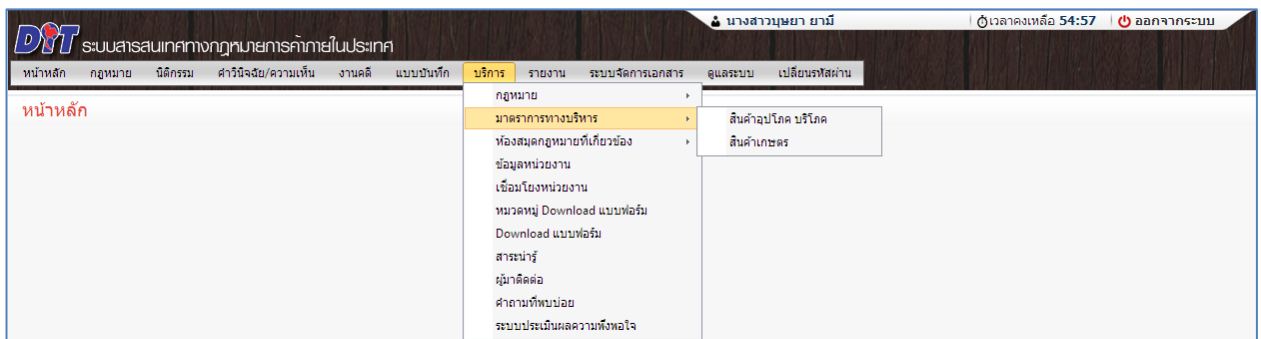 นางสาวบุษยา ยามี เวลาคงเหลือ 54:57 ออกจากระบบ
DIT ระบบสารสนเทศทางกฎหมายการค้าภายในประเทศ
หน้าหลัก กฎหมาย นิติกรรม คำวินิจฉัย/ความเห็น งานคดี แบบบันทึก บริการ รายงาน ระบบจัดการเอกสาร ดูแลระบบ เปลี่ยนรหัสผ่าน
หน้าหลัก
กฎหมาย
มาตราการทางบริหาร
สินค้าอุปโภค บริโภค
สินค้าเกษตร
ห้องสมุดกฎหมายที่เกี่ยวข้อง
ข้อมูลหน่วยงาน
เชื่อมโยงหน่วยงาน
หมวดหมู่ Download แบบฟอร์ม
Download แบบฟอร์ม
สาระน่ารู้
ผู้มาติดต่อ
คำถามที่พบบ่อย
ระบบประเมินผลความพึงพอใจ